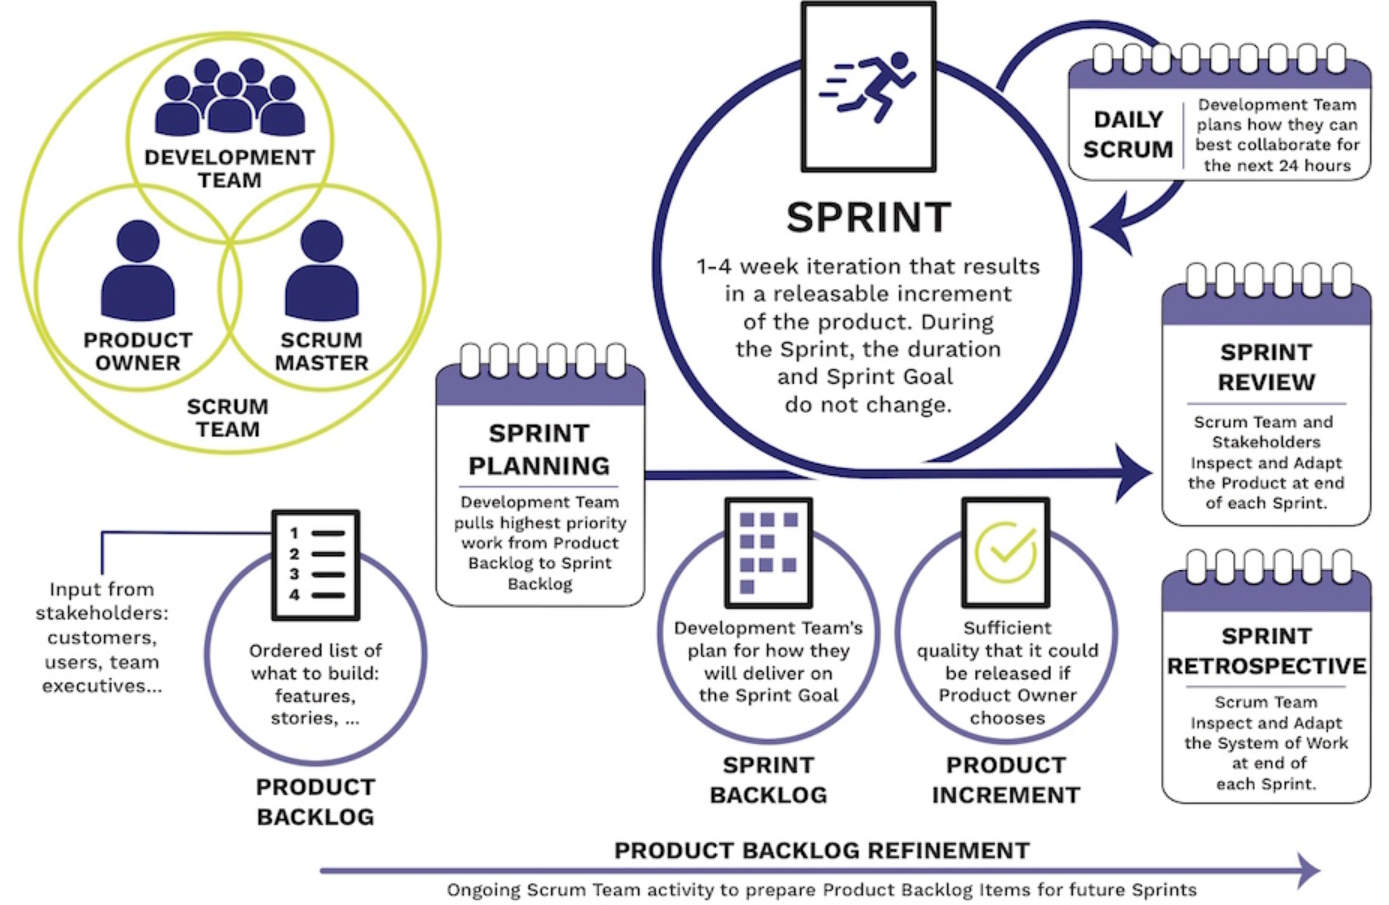 DEVELOPMENT
TEAM
PRODUCT
OWNER
SCRUM
MASTER
SCRUM
TEAM
SPRINT
1-4 week iteration that results
in a releasable increment
of the product. During
the Sprint, the duration
and Sprint Goal
do not change.
DAILY
SCRUM
Development Team
plans how they can
best collaborate for
the next 24 hours
SPRINT
PLANNING
Development Team
pulls highest priority
work from Product
Backlog to Sprint
Backlog
SPRINT
REVIEW
Scrum Team and
Stakeholders
Inspect and Adapt
the Product at end
of each Sprint.
Input from
stakeholders:
customers,
users, team
executives...
1
2
3
4
Ordered list of
what to build:
features,
stories, ...
PRODUCT
BACKLOG
Development Team's
plan for how they
will deliver on
the Sprint Goal
SPRINT
BACKLOG
Sufficient
quality that it could
be released if
Product Owner
chooses
PRODUCT
INCREMENT
SPRINT
RETROSPECTIVE
Scrum Team
Inspect and Adapt
the System of Work
at end of
each Sprint.
PRODUCT BACKLOG REFINEMENT
Ongoing Scrum Team activity to prepare Product Backlog Items for future Sprints